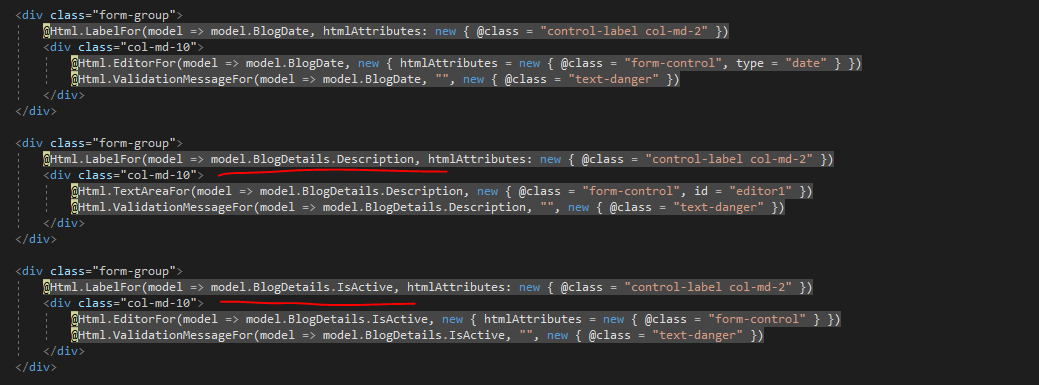 <div class="form-group">
@Html.LabelFor(model => model.BlogDate, htmlAttributes: new { @class = "control-label col-md-2" })
<div class="col-md-10">
@Html.EditorFor(model => model.BlogDate, new { htmlAttributes = new { @class = "form-control", type = "date" } })
@Html.ValidationMessageFor(model => model.BlogDate, "", new { @class = "text-danger" })
</div>
</div>
<div class="form-group">
@Html.LabelFor(model => model.BlogDetails.Description, htmlAttributes: new { @class = "control-label col-md-2" })
<div class="col-md-10">
@Html.TextAreaFor(model => model.BlogDetails.Description, new { @class = "form-control", id = "editor1" })
@Html.ValidationMessageFor(model => model.BlogDetails.Description, "", new { @class = "text-danger" })
</div>
</div>
<div class="form-group">
@Html.LabelFor(model => model.BlogDetails.IsActive, htmlAttributes: new { @class = "control-label col-md-2" })
<div class="col-md-10">
@Html.EditorFor(model => model.BlogDetails.IsActive, new { htmlAttributes = new { @class = "form-control" } })
@Html.ValidationMessageFor(model => model.BlogDetails.IsActive, "", new { @class = "text-danger" })
</div>
</div>